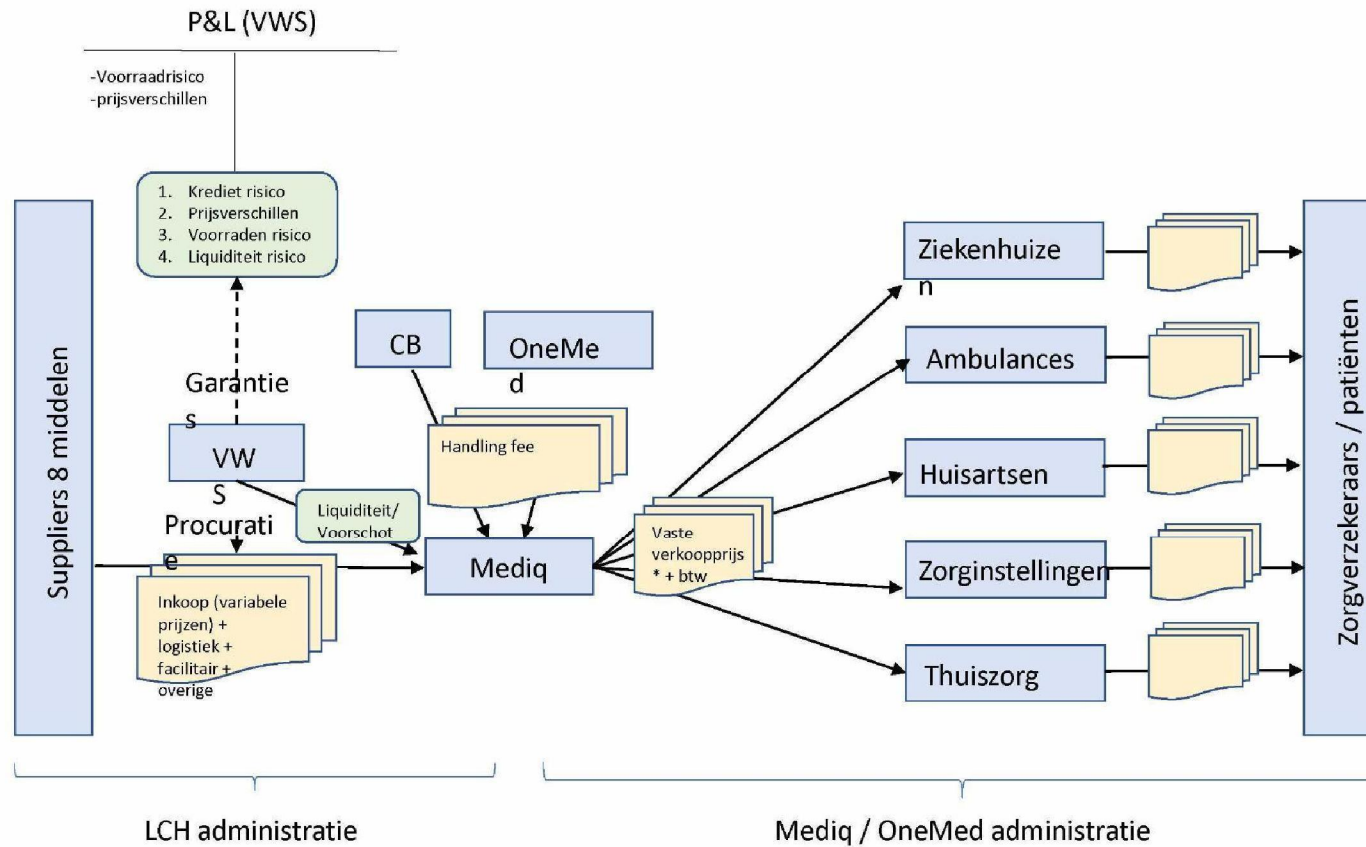 P&L (VWS)
-Voorraadrisico
-prijsverschillen
1. Krediet risico
2. Prijsverschillen
3. Voorraden risico
4. Liquiditeit risico
Suppliers 8 middelen
Garantie
s
VW
S
Procurati
e
Liquiditeit/
Voorschot
Inkoop (variabele
prijzen) +
logistiek +
facilitair +
overige
CB
OneMe
d
Handling fee
Mediq
Vaste
verkoopprijs
* + btw
Ziekenhuize
n
Ambulances
Huisartsen
Zorginstellingen
Thuiszorg
Zorgverzekeraars / patiënten
LCH administratie
Mediq / OneMed administratie